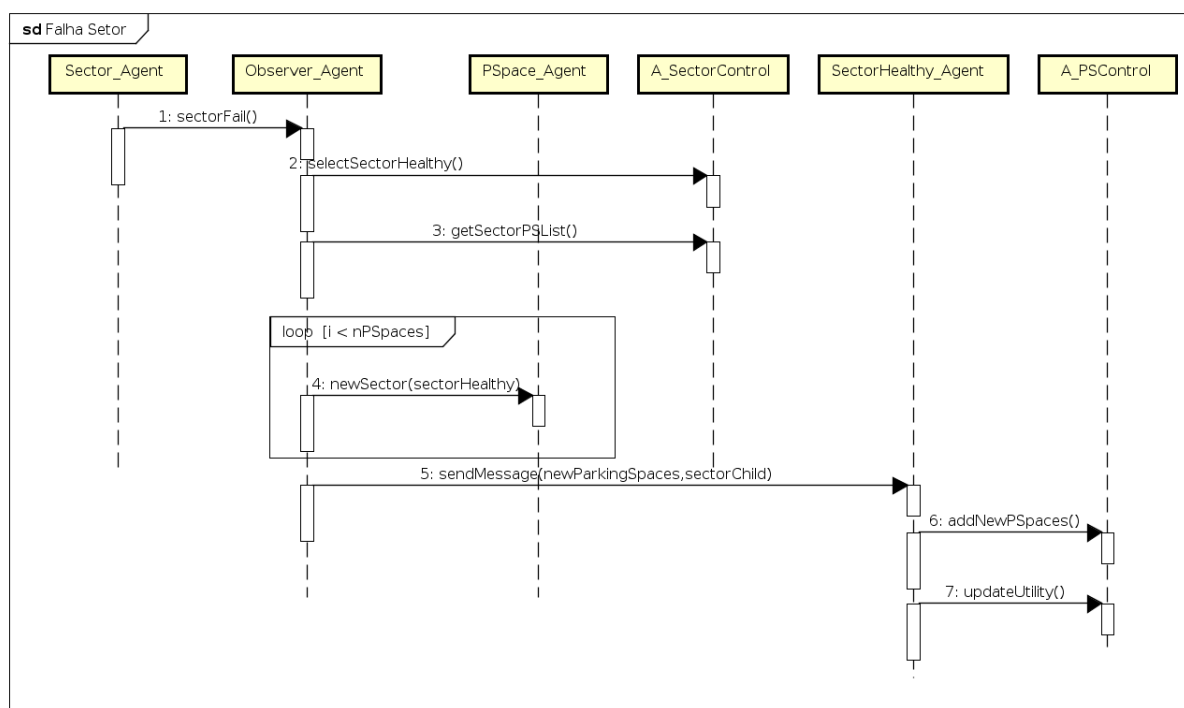 sd Falha Setor
Sector_Agent
Observer_Agent
PSpace_Agent
A_SectorControl
SectorHealthy_Agent
A_PSControl
1: sectorFail()
2: selectSectorHealthy()
3: getSectorPSList()
loop [i < nPSpaces]
4: newSector(sectorHealthy)
5: sendMessage(newParkingSpaces,sectorChild)
6: addNewPSpaces()
7: updateUtility()